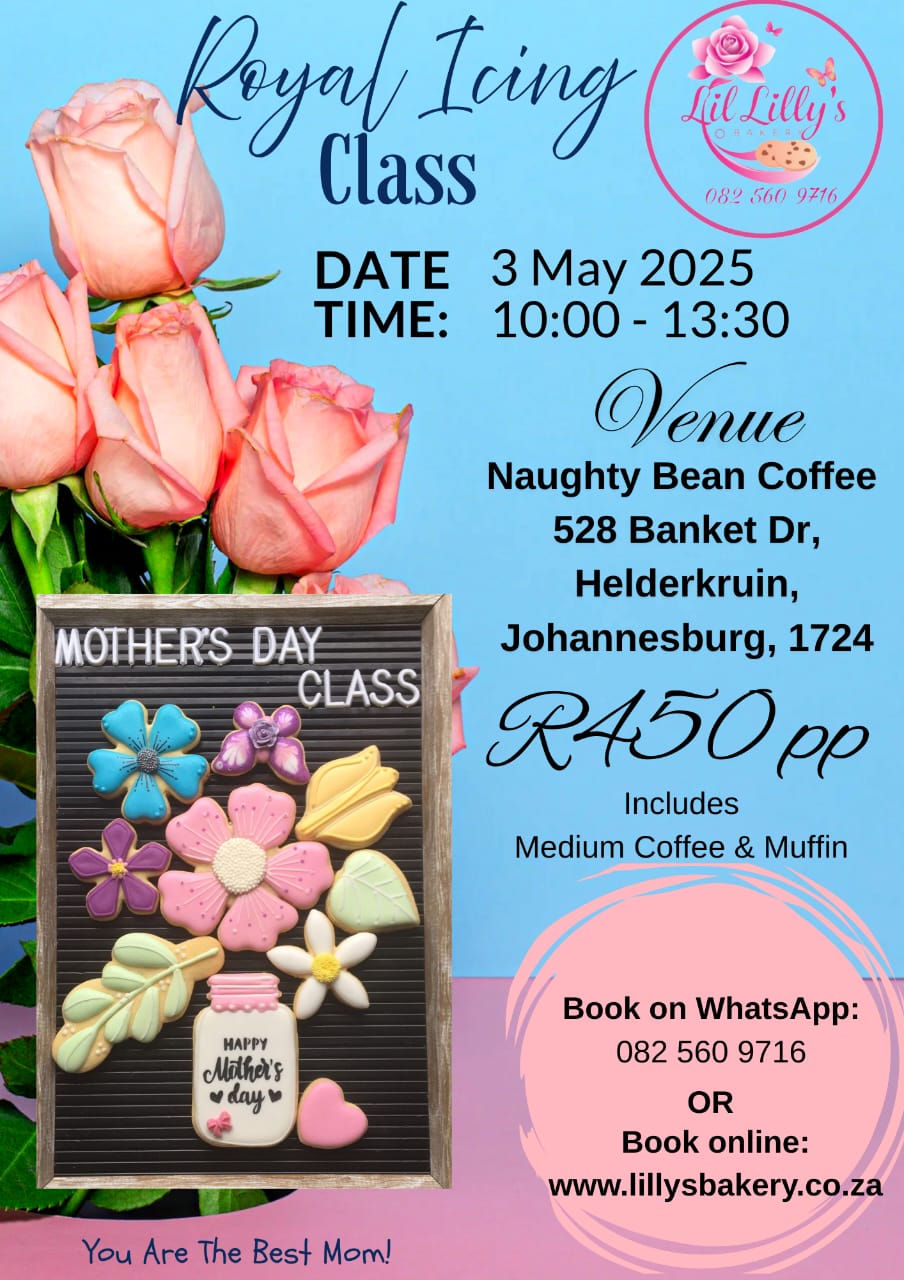 Royal Icing
Class
Lil Lilly's
BAKERY
082 560 9716
DATE 3 May 2025
TIME: 10:00 - 13:30
Venue
Naughty Bean Coffee
528 Banket Dr,
Helderkruin,
Johannesburg, 1724
R450 pp
Includes
Medium Coffee & Muffin
MOTHER'S DAY
CLASS
HAPPY
Mother's
day
Book on WhatsApp:
082 560 9716
OR
Book online:
www.lillysbakery.co.za
You Are The Best Mom!